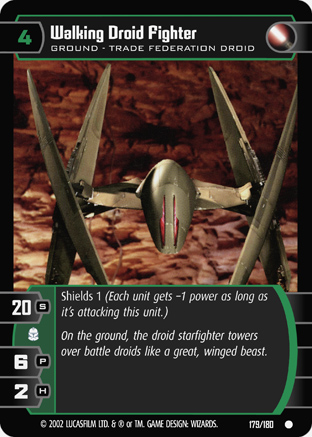 4 Walking Droid Fighter
GROUND - TRADE FEDERATION DROID
Shields 1 (Each unit gets –1 power as long as
it's attacking this unit.)
On the ground, the droid starfighter towers
over battle droids like a great, winged beast.
20 S
6 P
2 H
© 2002 LUCASFILM LTD. & ® or TM. GAME DESIGN: WIZARDS. 179/180